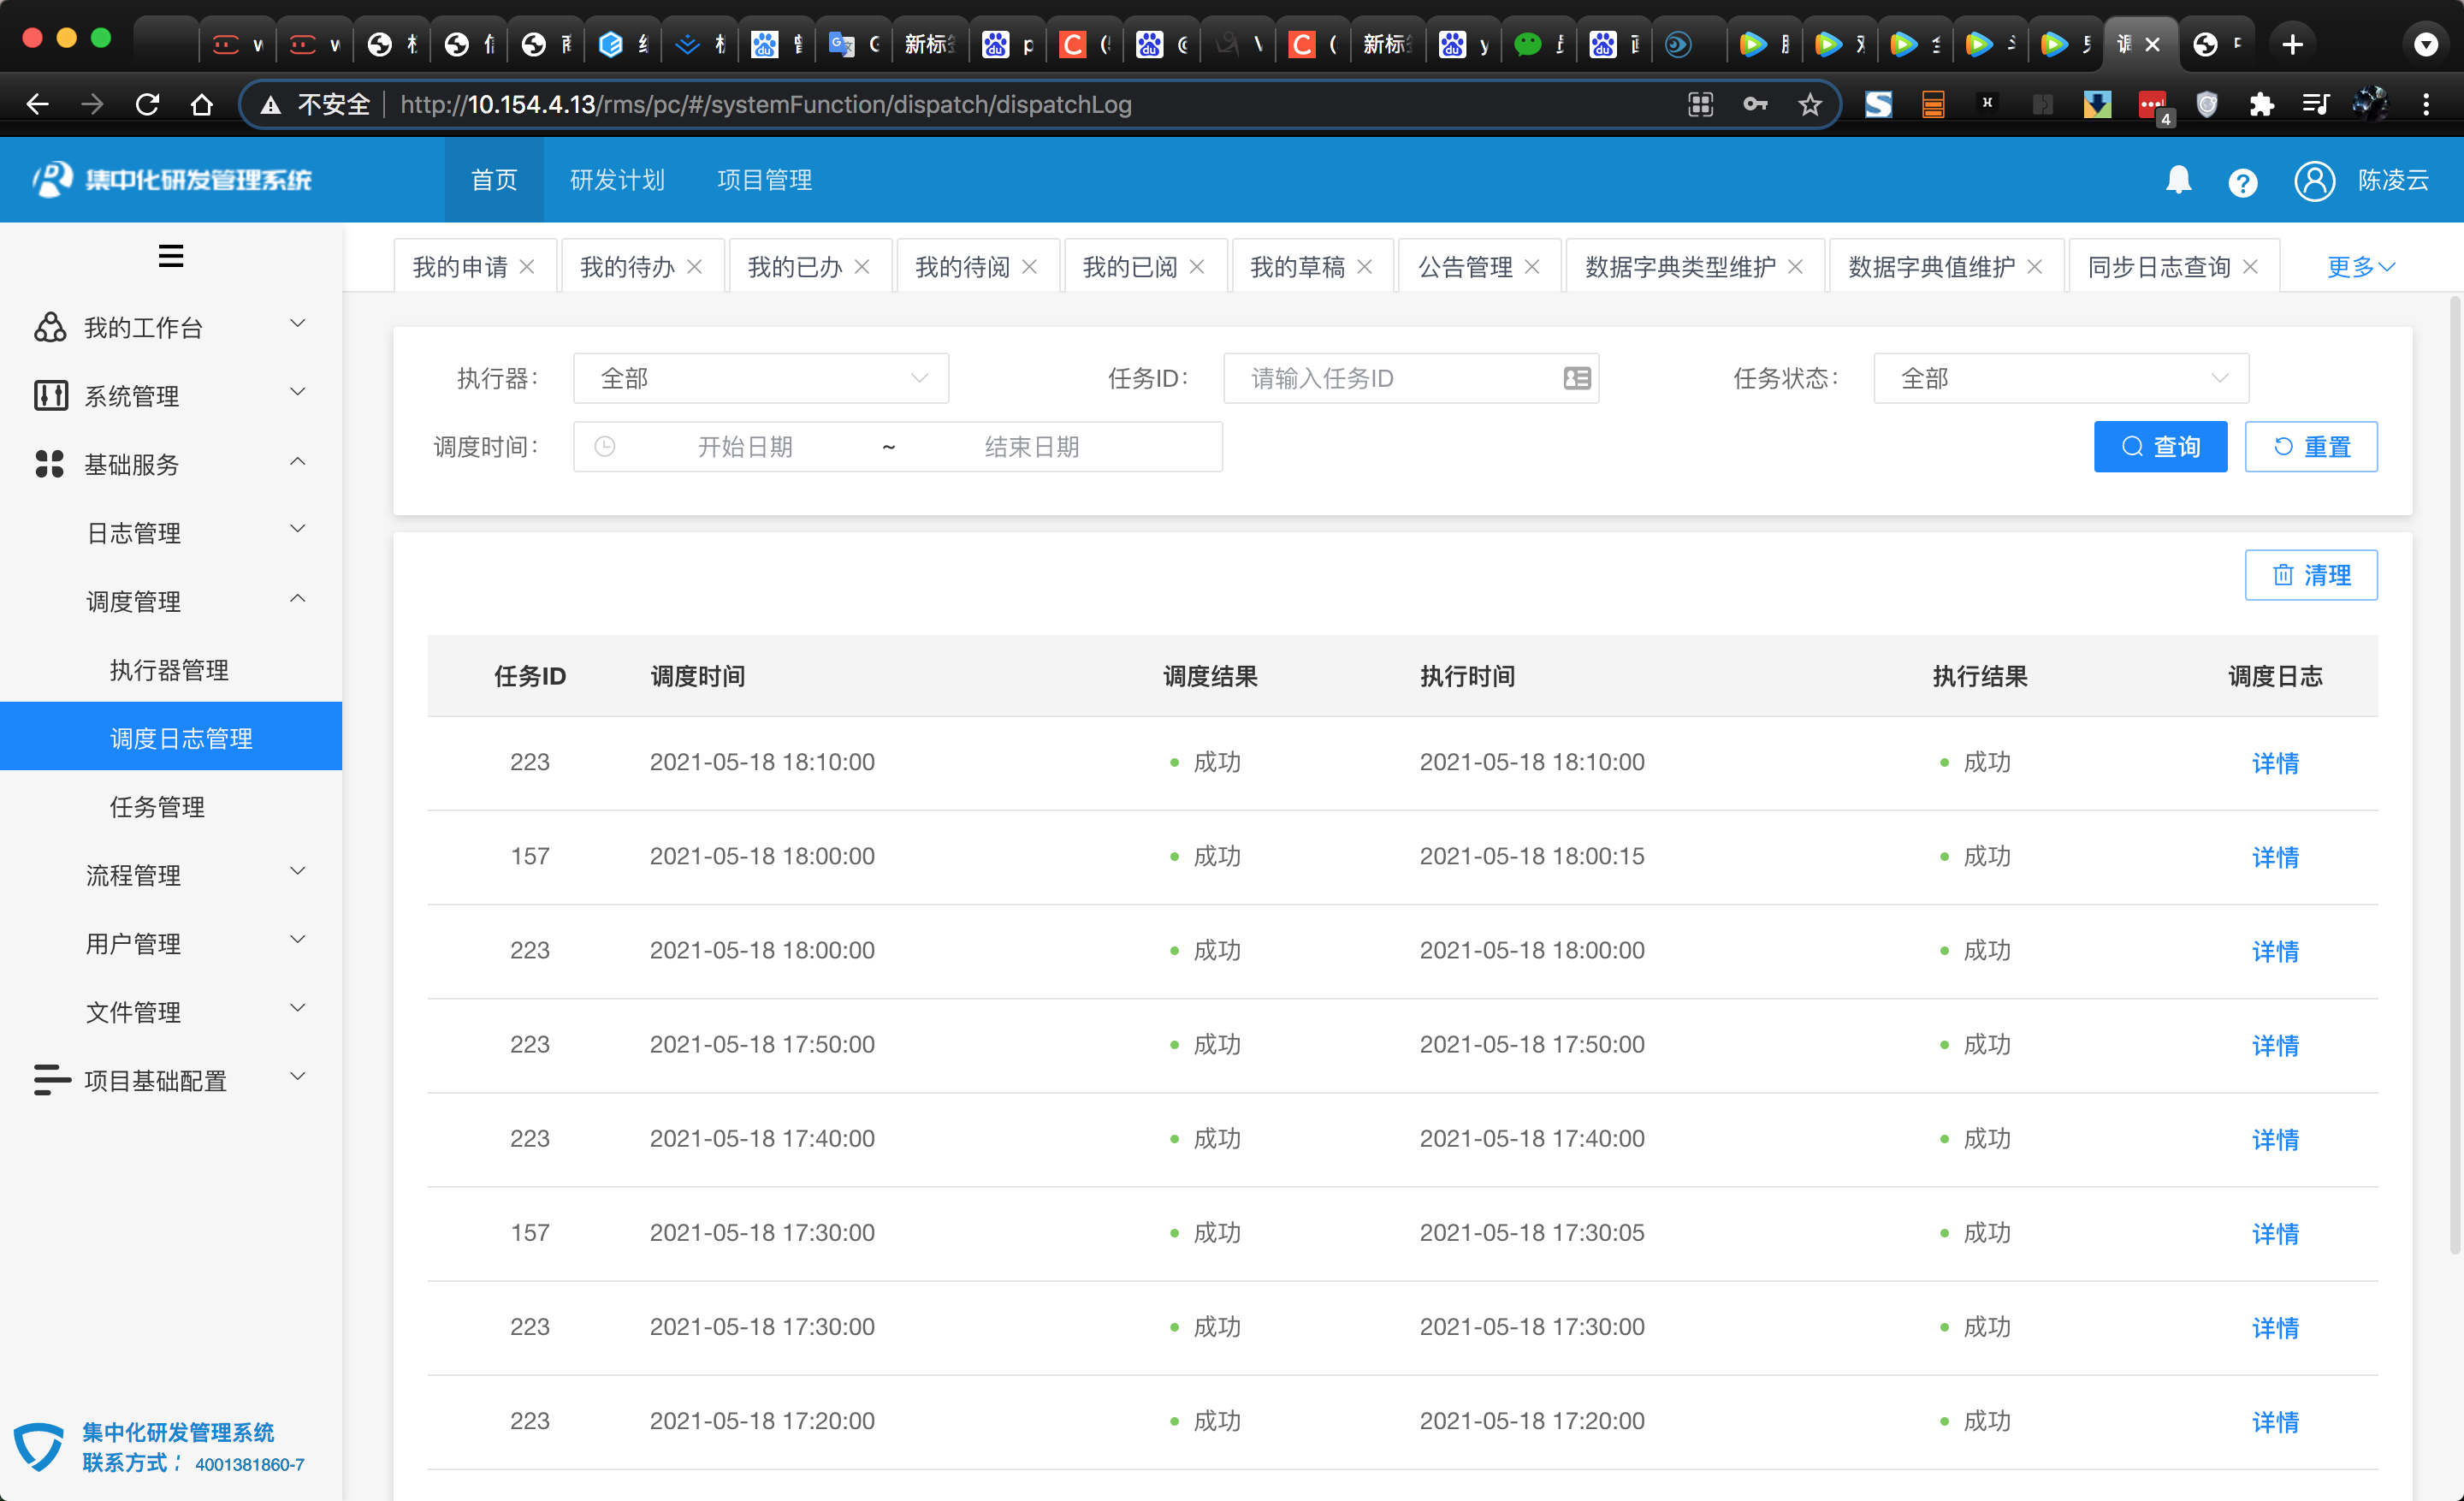 新标
新标
4
不安全 http://10.154.4.13/rms/pc/#/systemFunction/dispatch/dispatchLog
集中化研发管理系统 首页 研发计划 项目管理 陈凌云
我的申请 我的待办 我的已办 我的待阅 我的已阅 我的草稿 公告管理 数据字典类型维护 数据字典值维护 同步日志查询 更多
我的工作台
系统管理
基础服务
日志管理
调度管理
执行器管理
调度日志管理
任务管理
流程管理
用户管理
文件管理
项目基础配置
集中化研发管理系统
联系方式: 4001381860-7
执行器: 全部 任务ID: 请输入任务ID 任务状态: 全部
调度时间: 开始日期 ~ 结束日期 查询 重置
清理
任务ID 调度时间 调度结果 执行时间 执行结果 调度日志
223 2021-05-18 18:10:00 成功 2021-05-18 18:10:00 成功 详情
157 2021-05-18 18:00:00 成功 2021-05-18 18:00:15 成功 详情
223 2021-05-18 18:00:00 成功 2021-05-18 18:00:00 成功 详情
223 2021-05-18 17:50:00 成功 2021-05-18 17:50:00 成功 详情
223 2021-05-18 17:40:00 成功 2021-05-18 17:40:00 成功 详情
157 2021-05-18 17:30:00 成功 2021-05-18 17:30:05 成功 详情
223 2021-05-18 17:30:00 成功 2021-05-18 17:30:00 成功 详情
223 2021-05-18 17:20:00 成功 2021-05-18 17:20:00 成功 详情